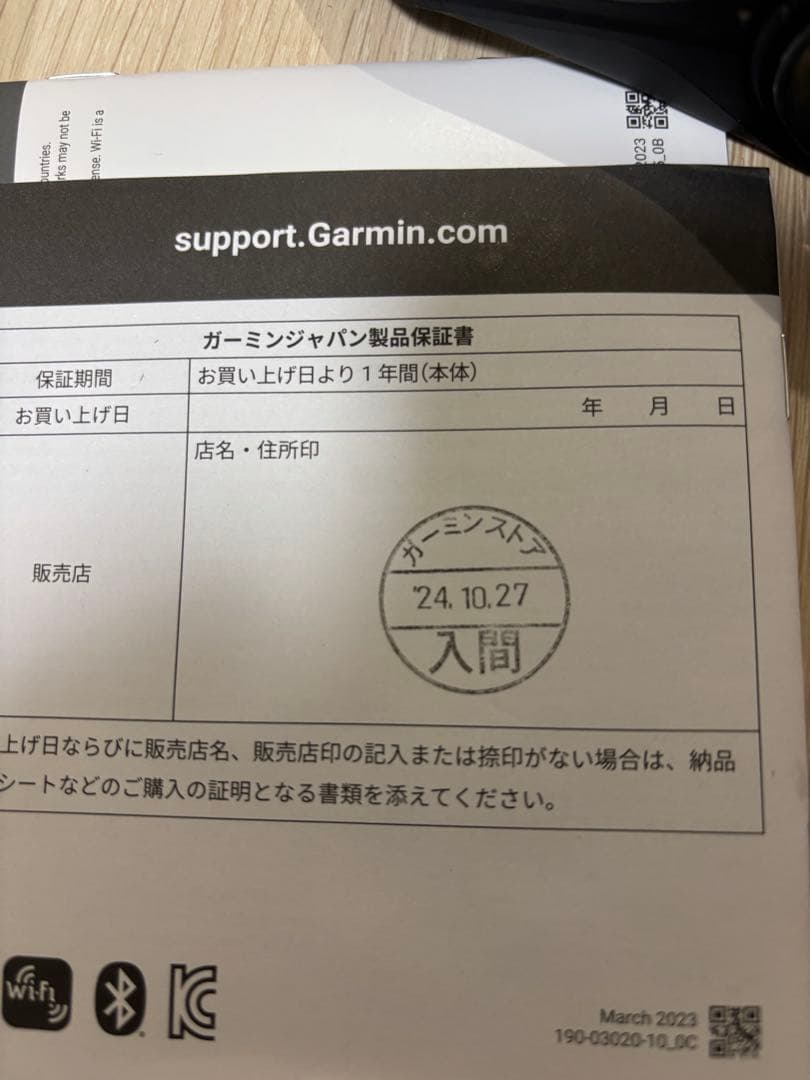 ountries.
rks may not be
ense. Wi-Fi is a
2023
_0B
support.Garmin.com
ガーミンジャパン製品保証書
保証期間
お買い上げ日より1年間(本体)
お買い上げ日
年 月 日
店名・住所印
販売店
ガーミンストア
'24.10.27
入間
上げ日ならびに販売店名、販売店印の記入または捺印がない場合は、納品
シートなどのご購入の証明となる書類を添えてください。
Wi-Fi
March 2023
190-03020-10_0C